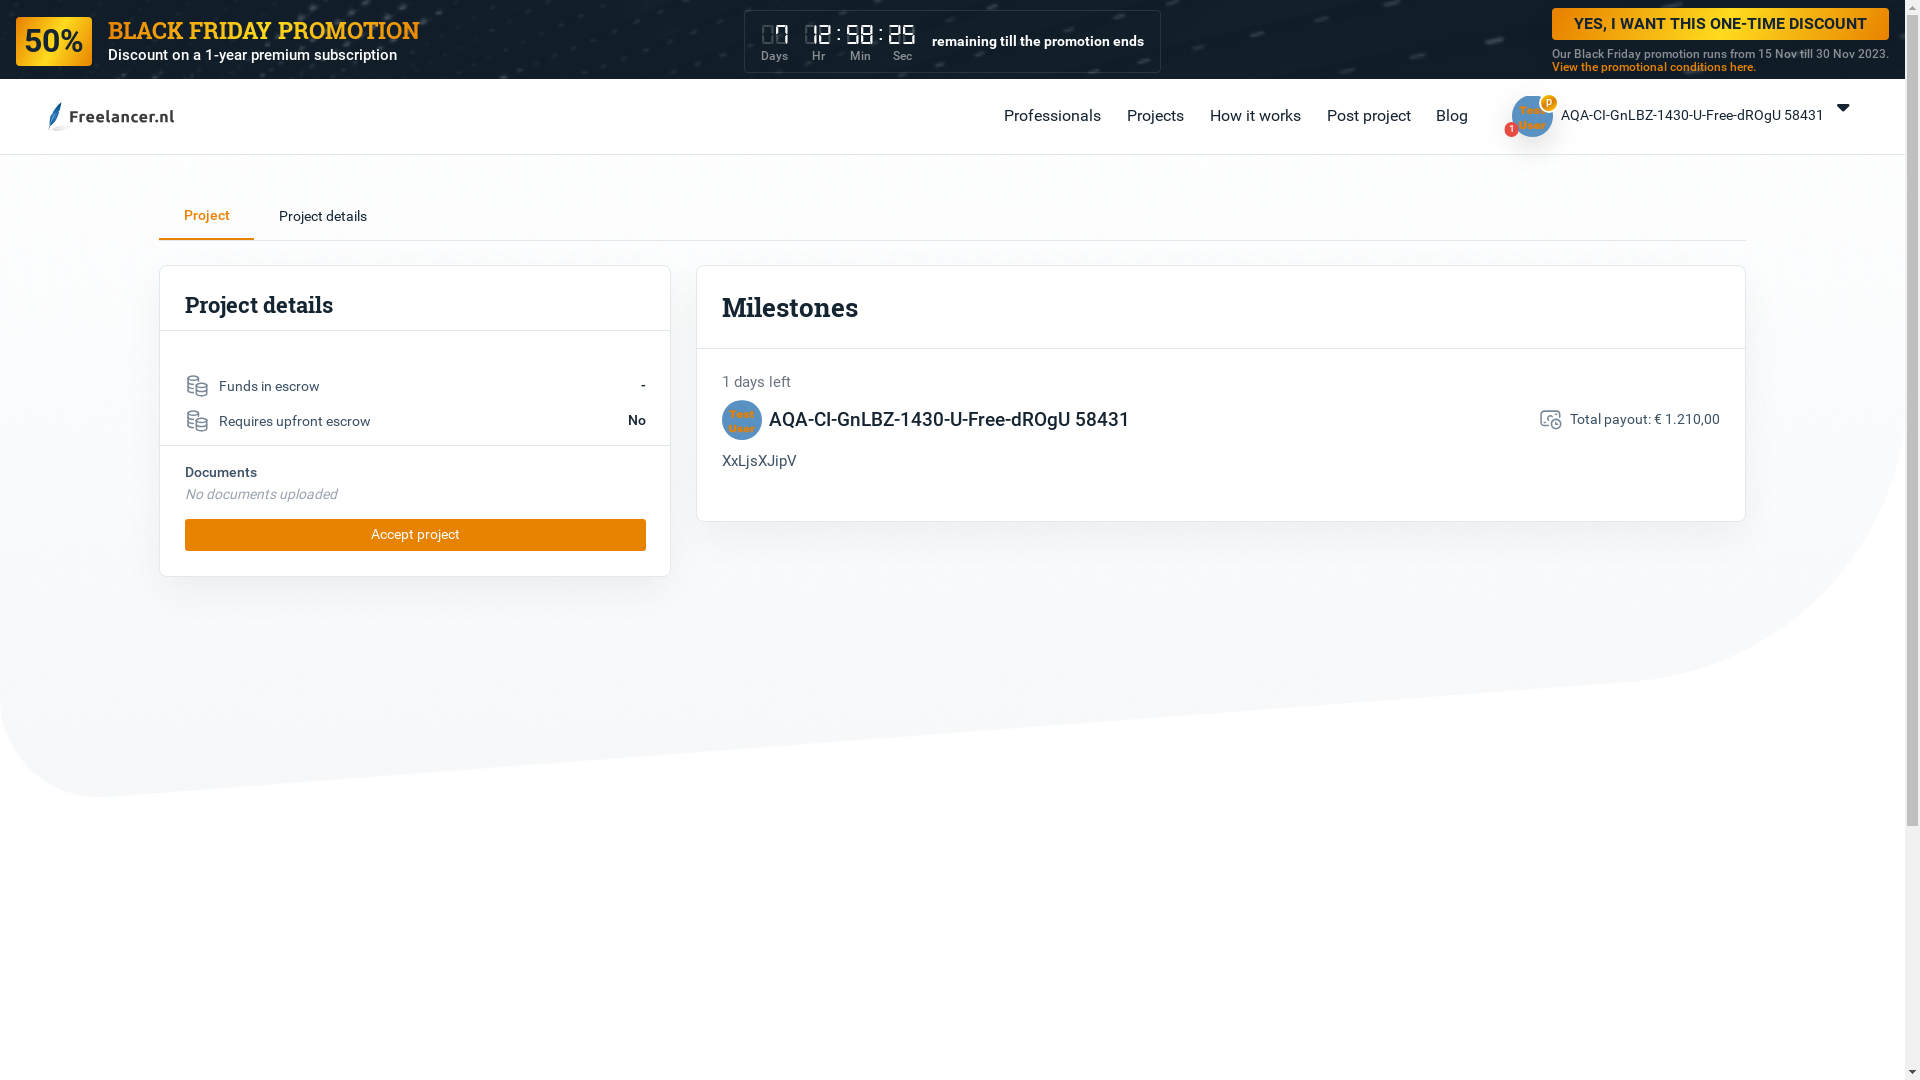 50%
BLACK FRIDAY PROMOTION
Discount on a 1-year premium subscription
7 12 : 58 : 25
Days Hr Min Sec
remaining till the promotion ends
YES, I WANT THIS ONE-TIME DISCOUNT
Our Black Friday promotion runs from 15 Nov till 30 Nov 2023.
View the promotional conditions here.
Freelancer.nl
Professionals
Projects
How it works
Post project
Blog
Test
User
P
1
AQA-CI-GnLBZ-1430-U-Free-dROgU 58431
Project
Project details
Project details
Funds in escrow -
Requires upfront escrow No
Documents
No documents uploaded
Accept project
Milestones
1 days left
Test
User
AQA-CI-GnLBZ-1430-U-Free-dROgU 58431
Total payout: € 1.210,00
XxLjsXJipV